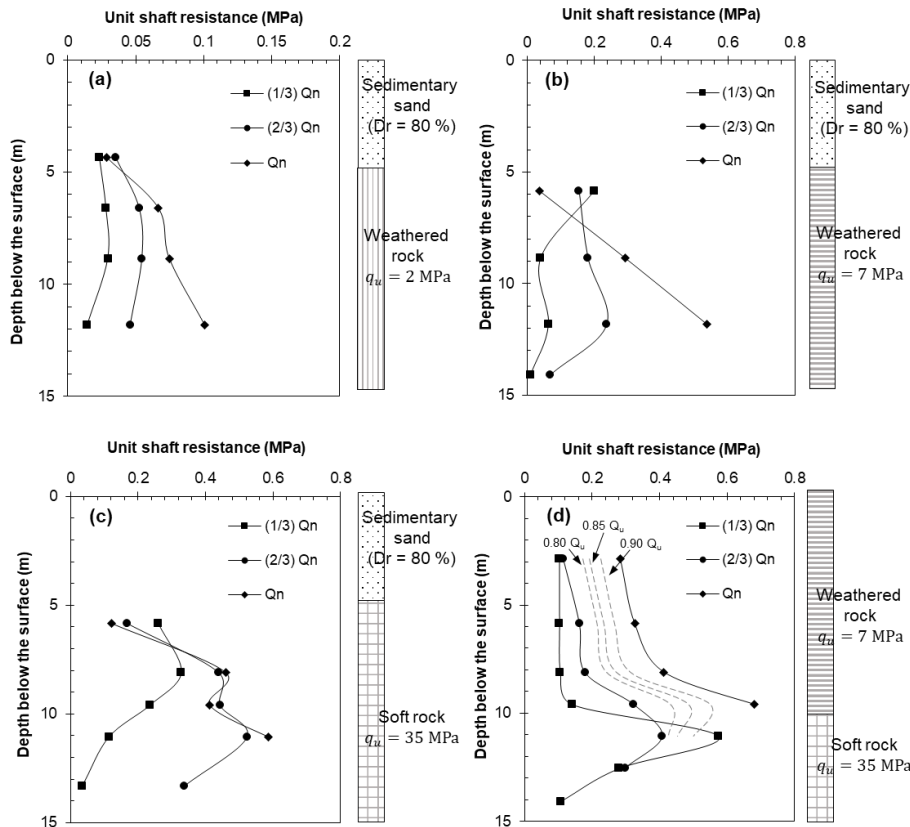 Unit shaft resistance (MPa)
0 0.05 0.1 0.15 0.2
0
5
10
15
Depth below the surface (m)
(a)
(1/3) Qn
(2/3) Qn
Qn
Sedimentary
sand
(Dr = 80 %)
Weathered
rock
q_u = 2 MPa
Unit shaft resistance (MPa)
0 0.2 0.4 0.6 0.8
0
5
10
15
Depth below the surface (m)
(b)
(1/3) Qn
(2/3) Qn
Qn
Sedimentary
sand
(Dr = 80 %)
Weathered
rock
q_u = 7 MPa
Unit shaft resistance (MPa)
0 0.2 0.4 0.6 0.8
0
5
10
15
Depth below the surface (m)
(c)
(1/3) Qn
(2/3) Qn
Qn
Sedimentary
sand
(Dr = 80 %)
Soft rock
q_u = 35 MPa
Unit shaft resistance (MPa)
0 0.2 0.4 0.6 0.8
0
5
10
15
Depth below the surface (m)
(d)
0.80 Q_u
0.85 Q_u
0.90 Q_u
(1/3) Qn
(2/3) Qn
Qn
Weathered
rock
q_u = 7 MPa
Soft rock
q_u = 35 MPa